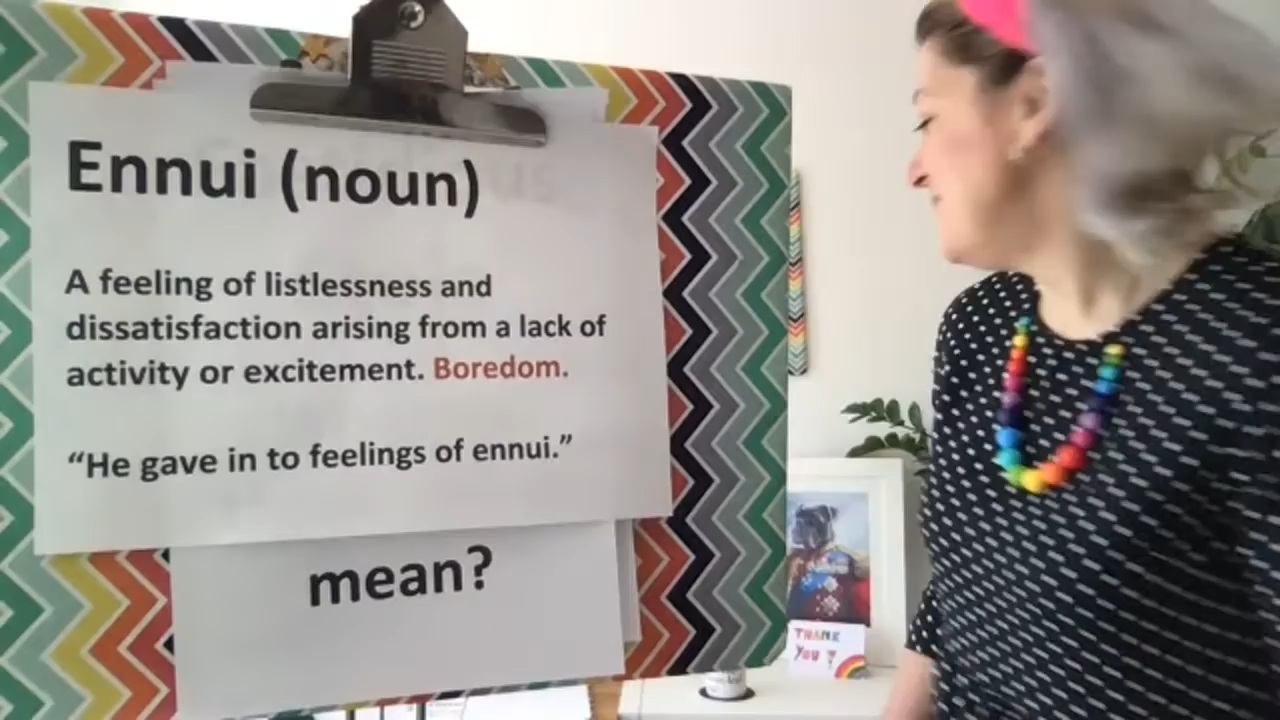 Ennui (noun)
A feeling of listlessness and
dissatisfaction arising from a lack of
activity or excitement. Boredom.
“He gave in to feelings of ennui.”
mean?
THANK
YOU